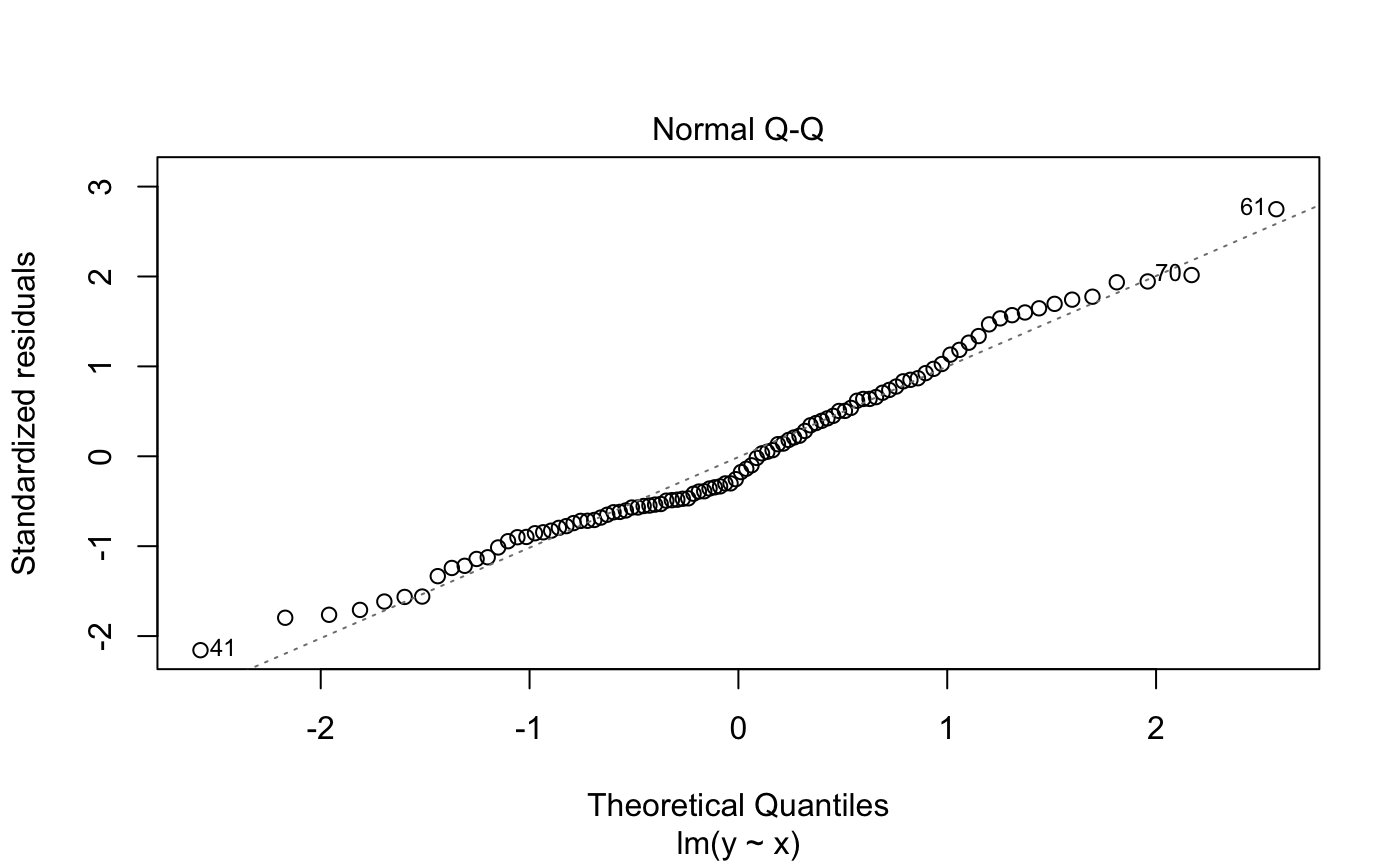 Normal Q-Q
Standardized residuals
3
2
1
0
-1
-2
61
70
41
-2 -1 0 1 2
Theoretical Quantiles
lm(y ~ x)